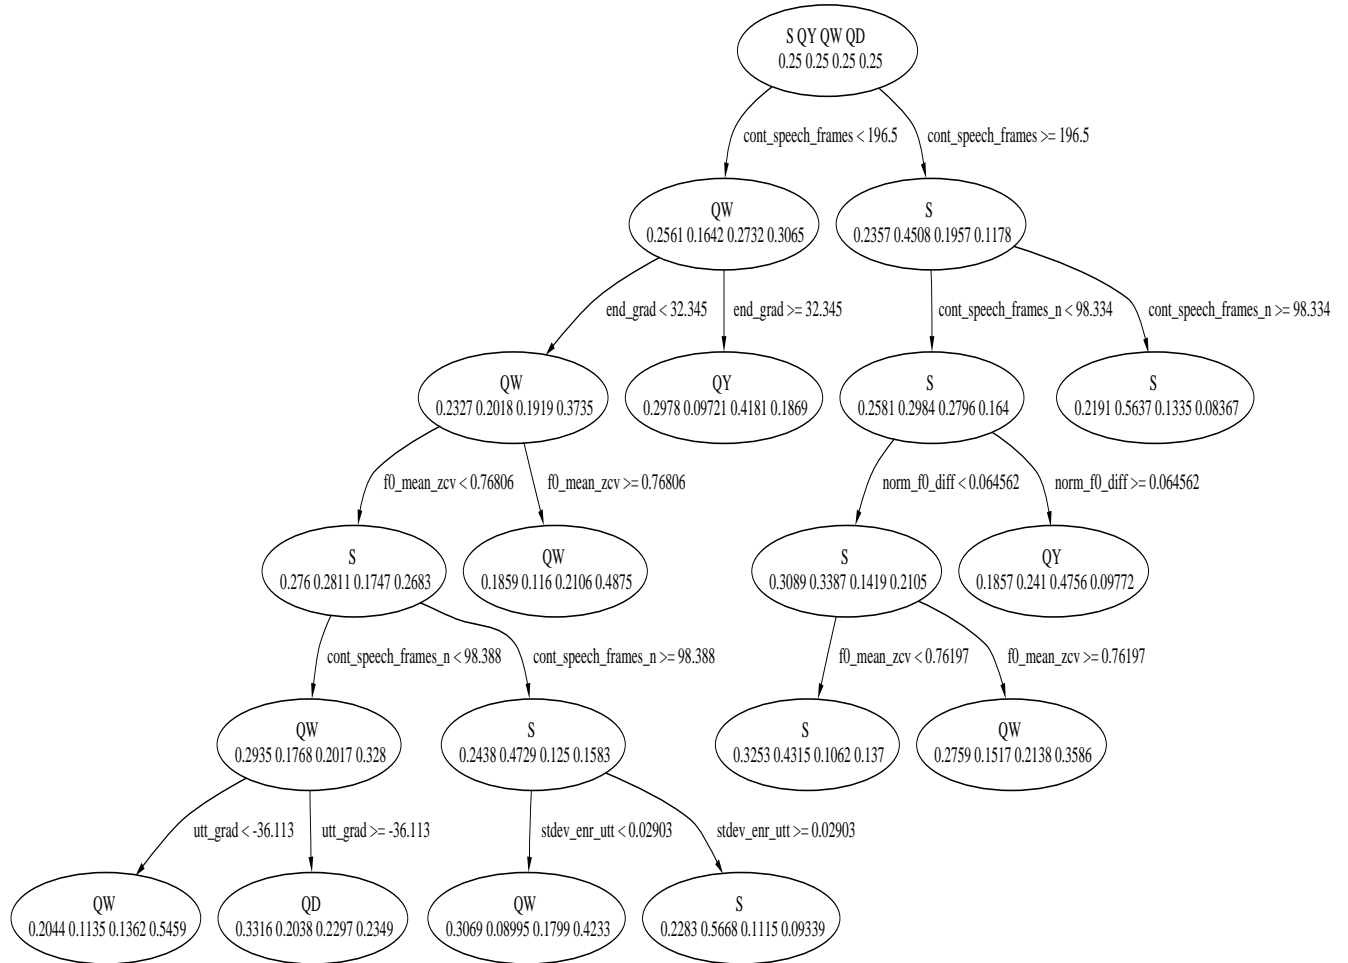 S QY QW QD
0.25 0.25 0.25 0.25
cont_speech_frames < 196.5
cont_speech_frames >= 196.5
QW
0.2561 0.1642 0.2732 0.3065
S
0.2357 0.4508 0.1957 0.1178
end_grad < 32.345
end_grad >= 32.345
cont_speech_frames_n < 98.334
cont_speech_frames_n >= 98.334
QW
0.2327 0.2018 0.1919 0.3735
QY
0.2978 0.09721 0.4181 0.1869
S
0.2581 0.2984 0.2796 0.164
S
0.2191 0.5637 0.1335 0.08367
f0_mean_zcv < 0.76806
f0_mean_zcv >= 0.76806
norm_f0_diff < 0.064562
norm_f0_diff >= 0.064562
S
0.276 0.2811 0.1747 0.2683
QW
0.1859 0.116 0.2106 0.4875
S
0.3089 0.3387 0.1419 0.2105
QY
0.1857 0.241 0.4756 0.09772
cont_speech_frames_n < 98.388
cont_speech_frames_n >= 98.388
f0_mean_zcv < 0.76197
f0_mean_zcv >= 0.76197
QW
0.2935 0.1768 0.2017 0.328
S
0.2438 0.4729 0.125 0.1583
S
0.3253 0.4315 0.1062 0.137
QW
0.2759 0.1517 0.2138 0.3586
utt_grad < -36.113
utt_grad >= -36.113
stdev_enr_utt < 0.02903
stdev_enr_utt >= 0.02903
QW
0.2044 0.1135 0.1362 0.5459
QD
0.3316 0.2038 0.2297 0.2349
QW
0.3069 0.08995 0.1799 0.4233
S
0.2283 0.5668 0.1115 0.09339